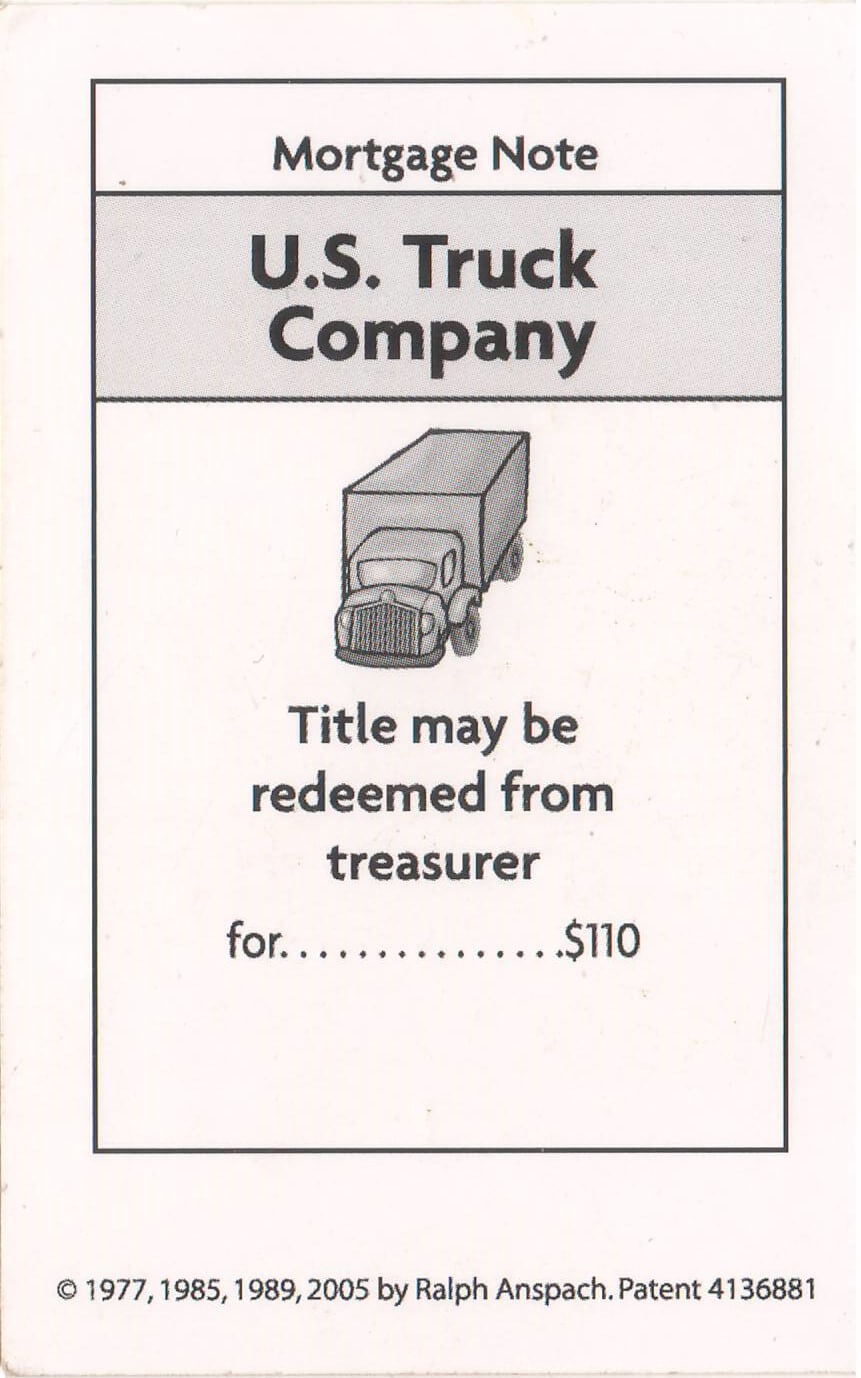 Mortgage Note
U.S. Truck
Company
Title may be
redeemed from
treasurer
for................$110
© 1977, 1985, 1989, 2005 by Ralph Anspach. Patent 4136881